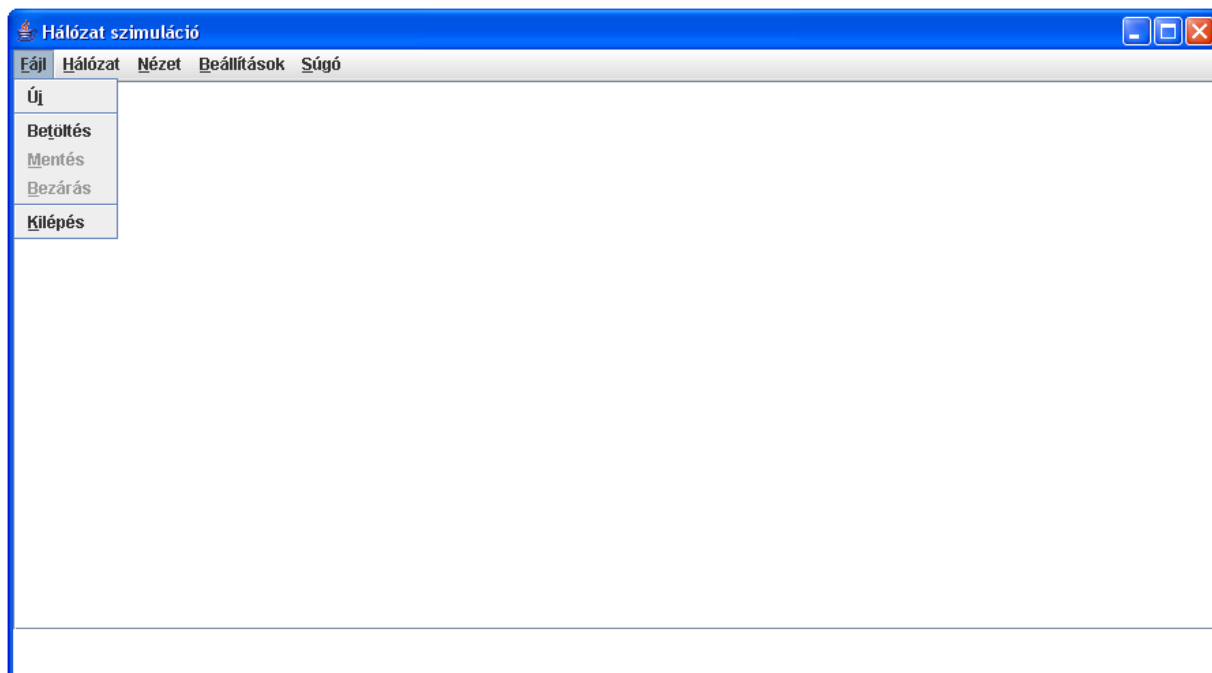 Hálózat szimuláció
Fájl Hálózat Nézet Beállítások Súgó
Új
Betöltés
Mentés
Bezárás
Kilépés